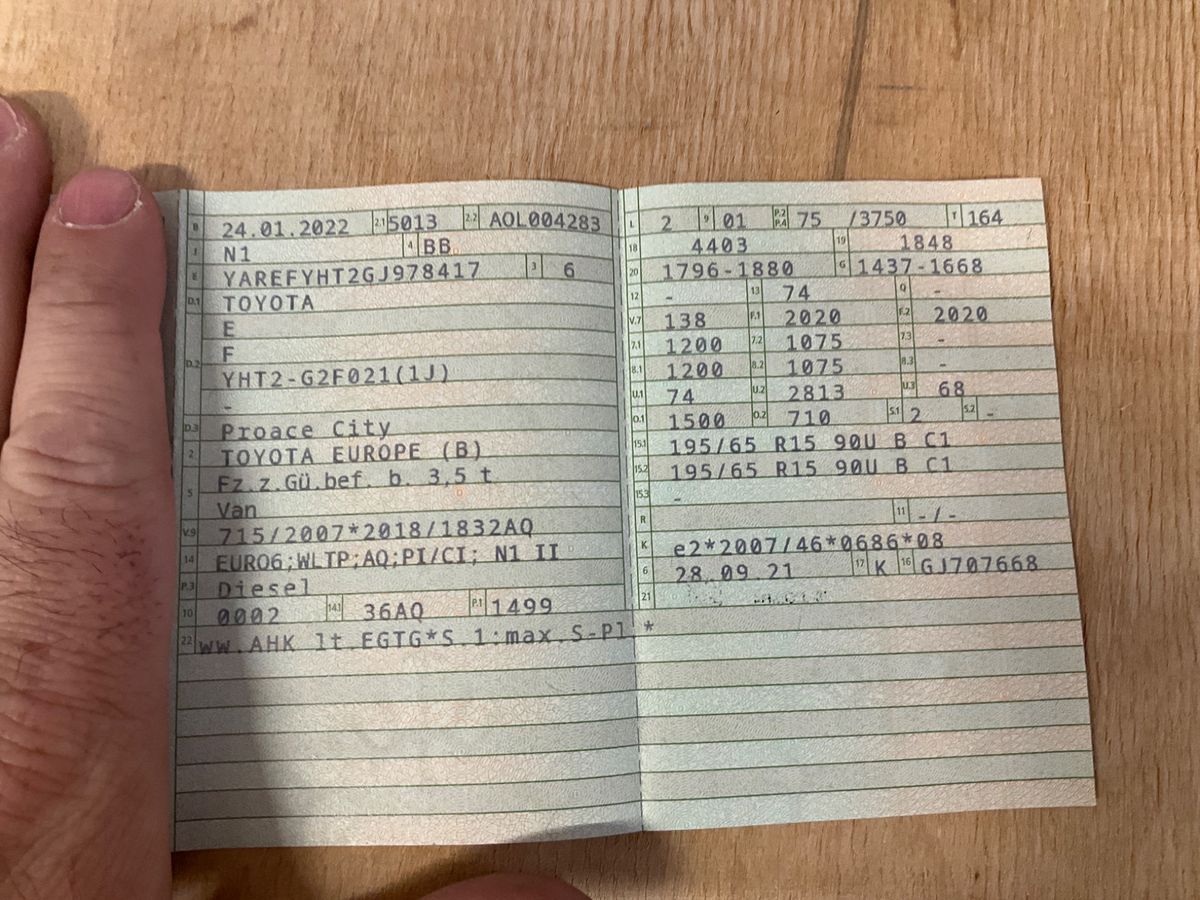 B 24.01.2022 2.1 5013 2.2 AOL004283
J N1 4 BB
E YAREFYHT2GJ978417 3 6
D.1 TOYOTA
E
D.2 F
YHT2-G2F021(1J)
-
D.3 Proace City
2 TOYOTA EUROPE (B)
5 Fz.z.Gü.bef. b. 3,5 t
Van
V.9 715/2007*2018/1832AQ
14 EURO6;WLTP;AQ;PI/CI; N1 II
P.3 Diesel
10 0002 14.1 36AQ P.1 1499
22 ww.AHK lt.EGTG*S.1:max.S-Pl.*
L 2 9 01 P.2 P.4 75 /3750 T 164
18 4403 19 1848
20 1796-1880 G 1437-1668
12 - 13 74 Q -
V.7 138 F.1 2020 F.2 2020
7.1 1200 7.2 1075 7.3 -
8.1 1200 8.2 1075 8.3 -
U.1 74 U.2 2813 U.3 68
O.1 1500 O.2 710 S.1 2 S.2 -
15.1 195/65 R15 90U B C1
15.2 195/65 R15 90U B C1
15.3 -
R 11 -/-
K e2*2007/46*0686*08
6 28.09.21 17 K 16 GJ707668
21